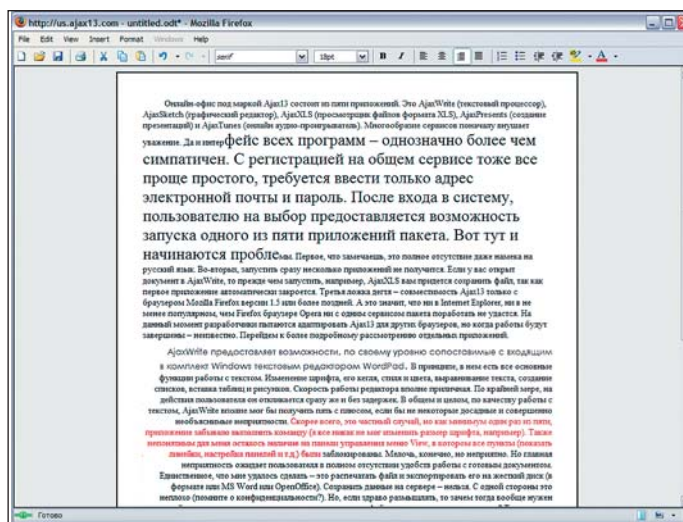 http://us.ajax13.com - untitled.odt* - Mozilla Firefox
File Edit View Insert Format Windows Help
serif 18pt
Онлайн-офис под маркой Ajax13 состоит из пяти приложений. Это AjaxWrite (текстовый процессор),
AjaxSketch (графический редактор), AjaxXLS (просмотрщик файлов формата XLS), AjaxPresents (создание
презентаций) и AjaxTunes (онлайн аудио-проигрыватель). Многообразие сервисов поначалу внушает
уважение. Да и интерфейс всех программ – однозначно более чем
симпатичен. С регистрацией на общем сервисе тоже все
проще простого, требуется ввести только адрес
электронной почты и пароль. После входа в систему,
пользователю на выбор предоставляется возможность
запуска одного из пяти приложений пакета. Вот тут и
начинаются проблемы. Первое, что замечаешь, это полное отсутствие даже намека на
русский язык. Во-вторых, запустить сразу несколько приложений не получится. Если у вас открыт
документ в AjaxWrite, то прежде чем запустить, например, AjaxXLS вам придется сохранить файл, так как
первое приложение автоматически закроется. Третья ложка дегтя – совместимость Ajax13 только с
браузером Mozilla Firefox версии 1.5 или более поздней. А это значит, что ни в Internet Explorer, ни в не
менее популярном, чем Firefox браузере Opera ни с одним сервисом пакета поработать не удастся. На
данный момент разработчики пытаются адаптировать Ajax13 для других браузеров, но когда работы будут
завершены – неизвестно. Перейдем к более подробному рассмотрению отдельных приложений.
AjaxWrite предоставляет возможности, по своему уровню сопоставимые с входящим
в комплект Windows текстовым редактором WordPad. В принципе, в нем есть все основные
функции работы с текстом. Изменение шрифта, его кегля, стиля и цвета, выравнивание текста, создание
списков, вставка таблиц и рисунков. Скорость работы редактора вполне приличная. По крайней мере, на
действия пользователя он откликается сразу же и без задержек. В общем и целом, по качеству работы с
текстом, AjaxWrite вполне мог бы получить пять с плюсом, если бы не некоторые досадные и совершенно
необъяснимые неприятности. Скорее всего, это частный случай, но как минимум один раз из пяти,
приложение забывало выполнить команду (я все никак не мог изменить размер шрифта, например). Также
непонятным для меня осталось наличие на панели управления меню View, в котором все пункты (показать
линейки, настройка панелей и т.д.) были заблокированы. Мелочь, конечно, но неприятно. Но главная
неприятность ожидает пользователя в полном отсутствии удобств работы с готовым документом.
Единственное, что мне удалось сделать – это распечатать файл и экспортировать его на жесткий диск (в
формате или MS Word или OpenOffice). Сохранить данные на сервере – нельзя. С одной стороны это
неплохо (помните о конфиденциальности?). Но, если здраво размышлять, то зачем тогда вообще нужен
Готово